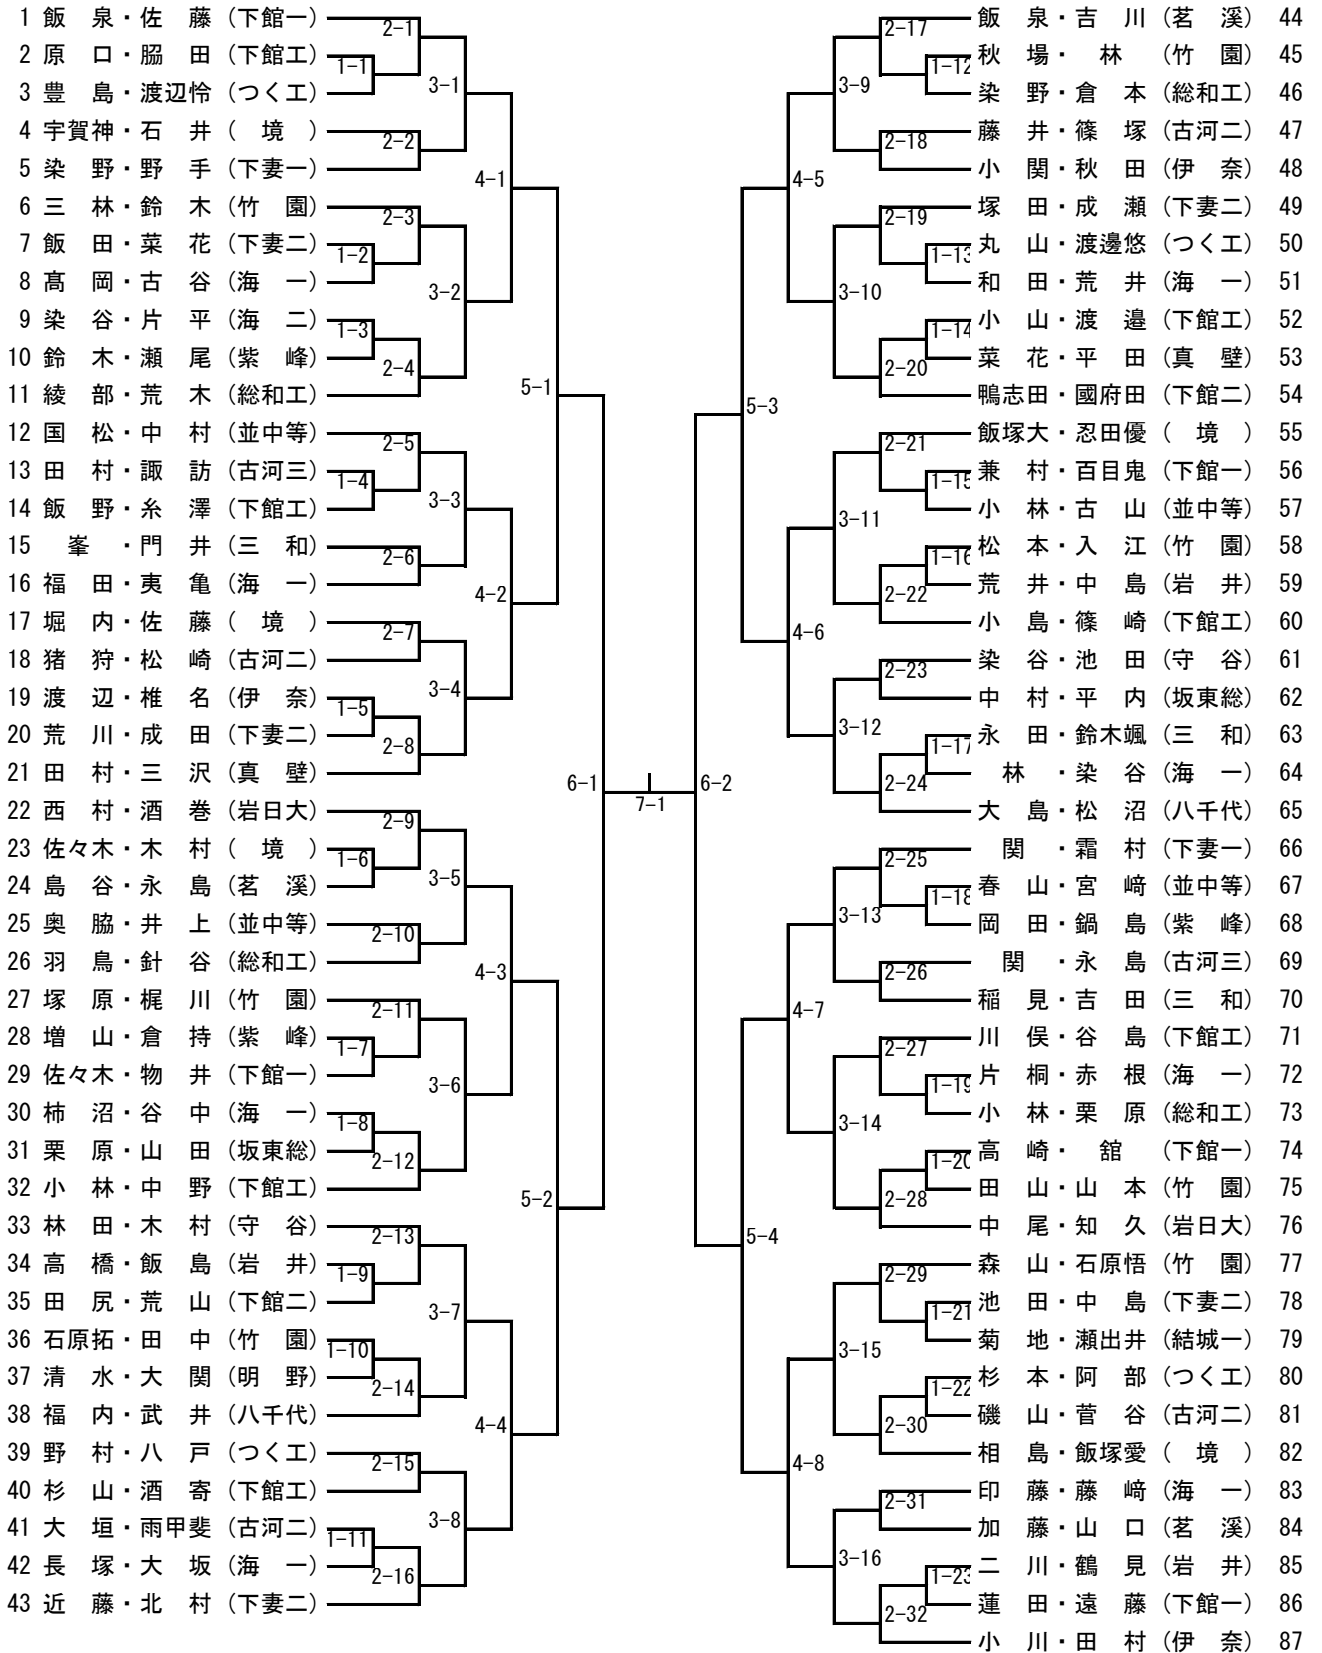 1 飯　泉・佐　藤（下館一）
2 原　口・脇　田（下館工）
3 豊　島・渡辺怜（つく工）
4 宇賀神・石　井（　境　）
5 染　野・野　手（下妻一）
6 三　林・鈴　木（竹　園）
7 飯　田・菜　花（下妻二）
8 髙　岡・古　谷（海　一）
9 染　谷・片　平（海　二）
10 鈴　木・瀬　尾（紫　峰）
11 綾　部・荒　木（総和工）
12 国　松・中　村（並中等）
13 田　村・諏　訪（古河三）
14 飯　野・糸　澤（下館工）
15 　峯　・門　井（三　和）
16 福　田・夷　亀（海　一）
17 堀　内・佐　藤（　境　）
18 猪　狩・松　崎（古河二）
19 渡　辺・椎　名（伊　奈）
20 荒　川・成　田（下妻二）
21 田　村・三　沢（真　壁）
22 西　村・酒　巻（岩日大）
23 佐々木・木　村（　境　）
24 島　谷・永　島（茗　溪）
25 奥　脇・井　上（並中等）
26 羽　鳥・針　谷（総和工）
27 塚　原・梶　川（竹　園）
28 増　山・倉　持（紫　峰）
29 佐々木・物　井（下館一）
30 柿　沼・谷　中（海　一）
31 栗　原・山　田（坂東総）
32 小　林・中　野（下館工）
33 林　田・木　村（守　谷）
34 高　橋・飯　島（岩　井）
35 田　尻・荒　山（下館二）
36 石原拓・田　中（竹　園）
37 清　水・大　関（明　野）
38 福　内・武　井（八千代）
39 野　村・八　戸（つく工）
40 杉　山・酒　寄（下館工）
41 大　垣・雨甲斐（古河二）
42 長　塚・大　坂（海　一）
43 近　藤・北　村（下妻二）
1-1
1-2
1-3
1-4
1-5
1-6
1-7
1-8
1-9
1-10
1-11
2-1
2-2
2-3
2-4
2-5
2-6
2-7
2-8
2-9
2-10
2-11
2-12
2-13
2-14
2-15
2-16
3-1
3-2
3-3
3-4
3-5
3-6
3-7
3-8
4-1
4-2
4-3
4-4
5-1
5-2
6-1
7-1
6-2
5-3
5-4
4-5
4-6
4-7
4-8
3-9
3-10
3-11
3-12
3-13
3-14
3-15
3-16
2-17
2-18
2-19
2-20
2-21
2-22
2-23
2-24
2-25
2-26
2-27
2-28
2-29
2-30
2-31
2-32
1-12
1-13
1-14
1-15
1-16
1-17
1-18
1-19
1-20
1-21
1-22
1-23
飯　泉・吉　川（茗　溪） 44
秋　場・　林　（竹　園） 45
染　野・倉　本（総和工） 46
藤　井・篠　塚（古河二） 47
小　関・秋　田（伊　奈） 48
塚　田・成　瀬（下妻二） 49
丸　山・渡邊悠（つく工） 50
和　田・荒　井（海　一） 51
小　山・渡　邉（下館工） 52
菜　花・平　田（真　壁） 53
鴨志田・國府田（下館二） 54
飯塚大・忍田優（　境　） 55
兼　村・百目鬼（下館一） 56
小　林・古　山（並中等） 57
松　本・入　江（竹　園） 58
荒　井・中　島（岩　井） 59
小　島・篠　崎（下館工） 60
染　谷・池　田（守　谷） 61
中　村・平　内（坂東総） 62
永　田・鈴木颯（三　和） 63
　林　・染　谷（海　一） 64
大　島・松　沼（八千代） 65
　関　・霜　村（下妻一） 66
春　山・宮　﨑（並中等） 67
岡　田・鍋　島（紫　峰） 68
　関　・永　島（古河三） 69
稲　見・吉　田（三　和） 70
川　俣・谷　島（下館工） 71
片　桐・赤　根（海　一） 72
小　林・栗　原（総和工） 73
高　崎・　舘　（下館一） 74
田　山・山　本（竹　園） 75
中　尾・知　久（岩日大） 76
森　山・石原悟（竹　園） 77
池　田・中　島（下妻二） 78
菊　地・瀬出井（結城一） 79
杉　本・阿　部（つく工） 80
磯　山・菅　谷（古河二） 81
相　島・飯塚愛（　境　） 82
印　藤・藤　﨑（海　一） 83
加　藤・山　口（茗　溪） 84
二　川・鶴　見（岩　井） 85
蓮　田・遠　藤（下館一） 86
小　川・田　村（伊　奈） 87